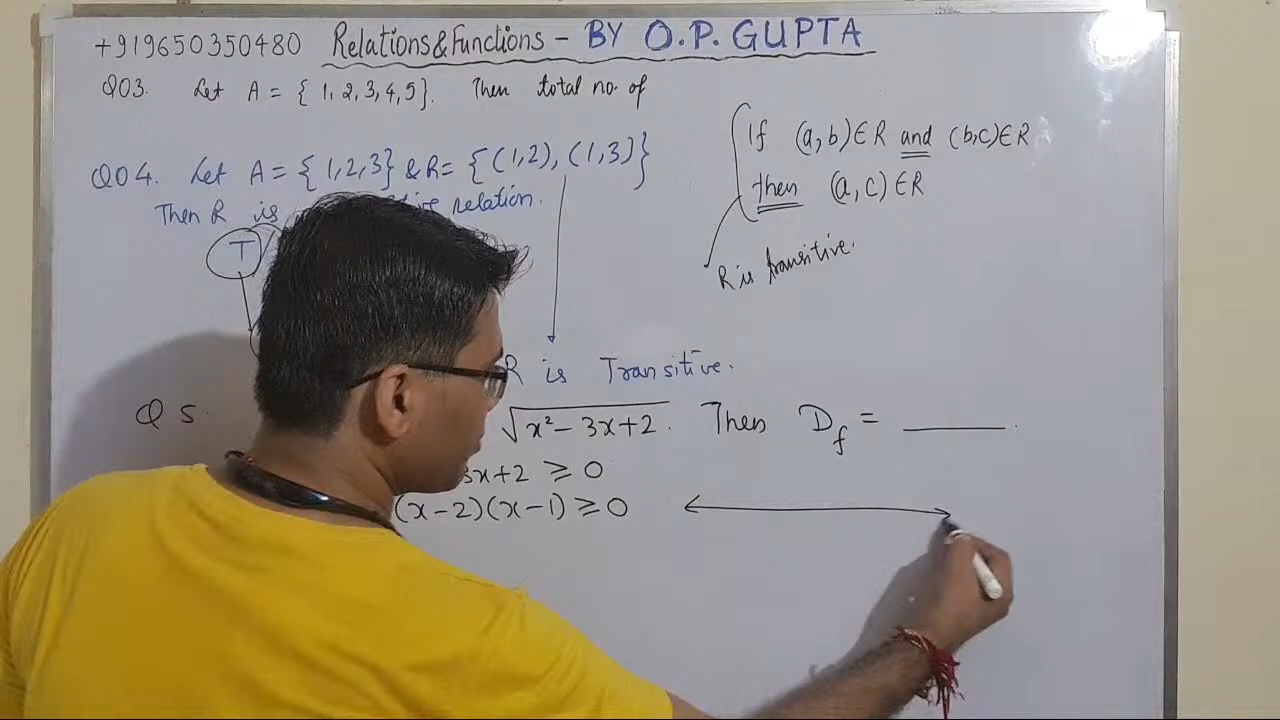 +919650350480 Relations & Functions - BY O.P. GUPTA
Q03. Let A = { 1, 2, 3, 4, 5}. Then total no. of
Q04. Let A = { 1, 2, 3} & R = {(1,2), (1,3)}
Then R is relation.
T
If (a,b) ∈ R and (b,c) ∈ R
then (a,c) ∈ R
R is transitive.
R is Transitive.
Q 5. √x² - 3x + 2. Then D_f = ______.
3x + 2 ≥ 0
(x - 2)(x - 1) ≥ 0